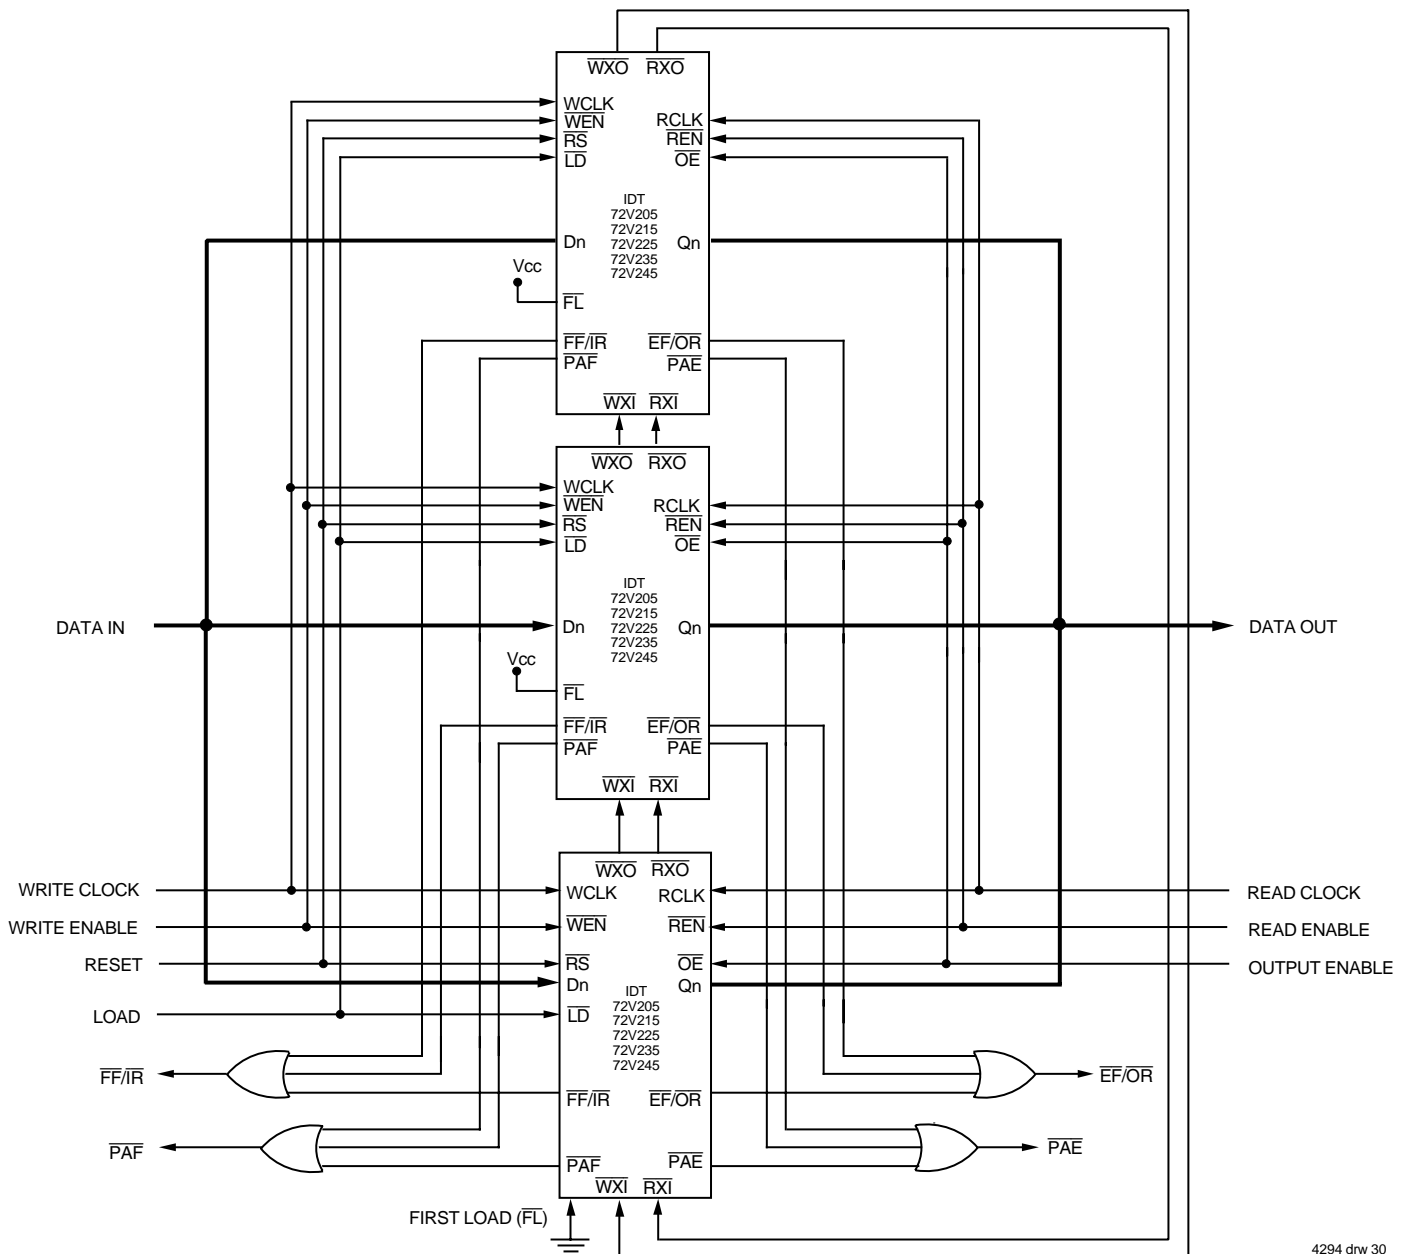 WXO RXO
WCLK
WEN RCLK
RS REN
LD OE
IDT
72V205
72V215
Dn 72V225 Qn
72V235
72V245
Vcc
FL
FF/IR EF/OR
PAF PAE
WXI RXI
WXO RXO
WCLK
WEN RCLK
RS REN
LD OE
IDT
72V205
72V215
DATA IN Dn 72V225 Qn DATA OUT
72V235
72V245
Vcc
FL
FF/IR EF/OR
PAF PAE
WXI RXI
WXO RXO
WRITE CLOCK WCLK RCLK READ CLOCK
WRITE ENABLE WEN REN READ ENABLE
RESET RS OE OUTPUT ENABLE
Dn Qn
IDT
72V205
LOAD LD 72V215
72V225
72V235
72V245
FF/IR EF/OR
FF/IR EF/OR
PAF PAE
PAF PAE
WXI RXI
FIRST LOAD (FL)
4294 drw 30